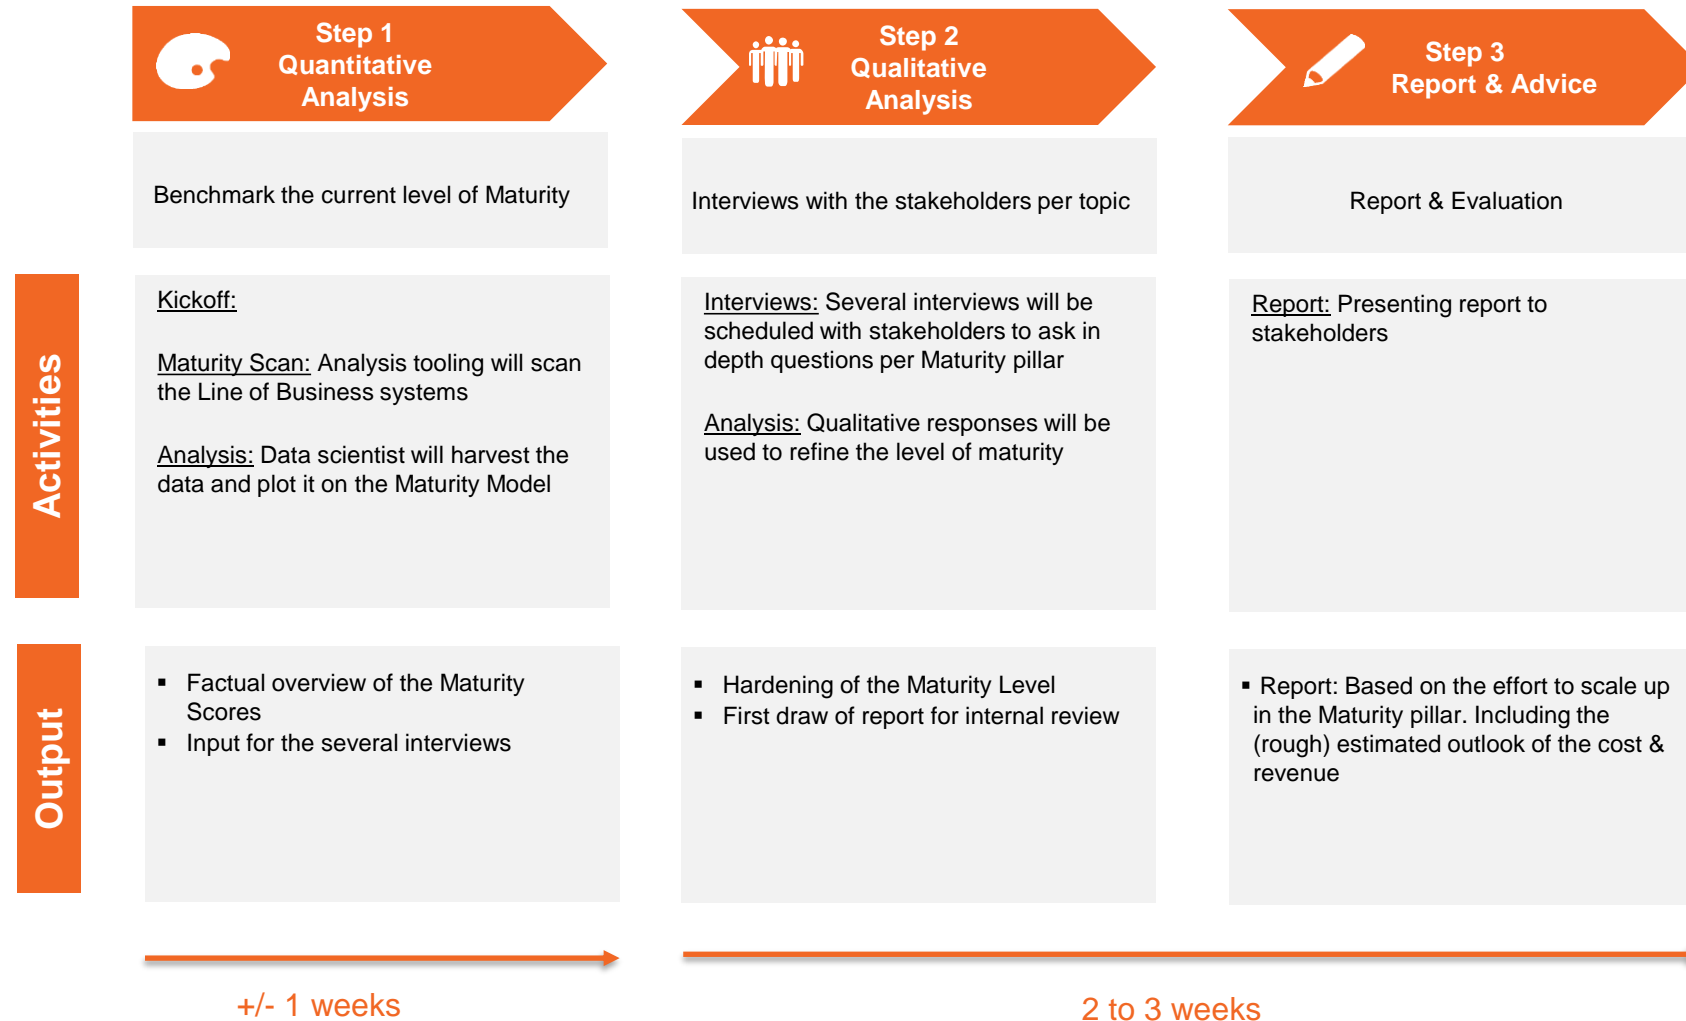 Step 1
Quantitative
Analysis
Step 2
Qualitative
Analysis
Step 3
Report & Advice
Benchmark the current level of Maturity
Interviews with the stakeholders per topic
Report & Evaluation
Activities
Kickoff:
Maturity Scan: Analysis tooling will scan
the Line of Business systems
Analysis: Data scientist will harvest the
data and plot it on the Maturity Model
Interviews: Several interviews will be
scheduled with stakeholders to ask in
depth questions per Maturity pillar
Analysis: Qualitative responses will be
used to refine the level of maturity
Report: Presenting report to
stakeholders
Output
▪ Factual overview of the Maturity
Scores
▪ Input for the several interviews
▪ Hardening of the Maturity Level
▪ First draw of report for internal review
▪ Report: Based on the effort to scale up
in the Maturity pillar. Including the
(rough) estimated outlook of the cost &
revenue
+/- 1 weeks
2 to 3 weeks